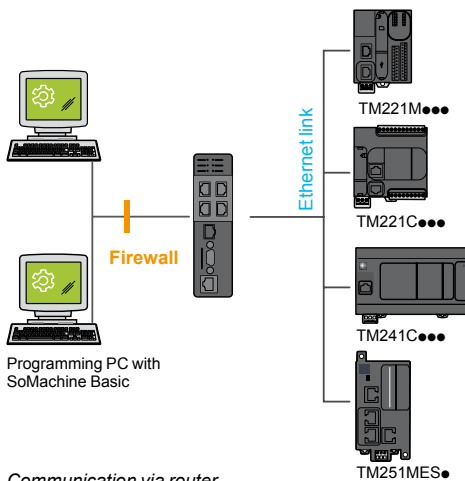 TM221M●●●
Ethernet link
TM221C●●●
Firewall
TM241C●●●
Programming PC with
SoMachine Basic
TM251MES●
Communication via router